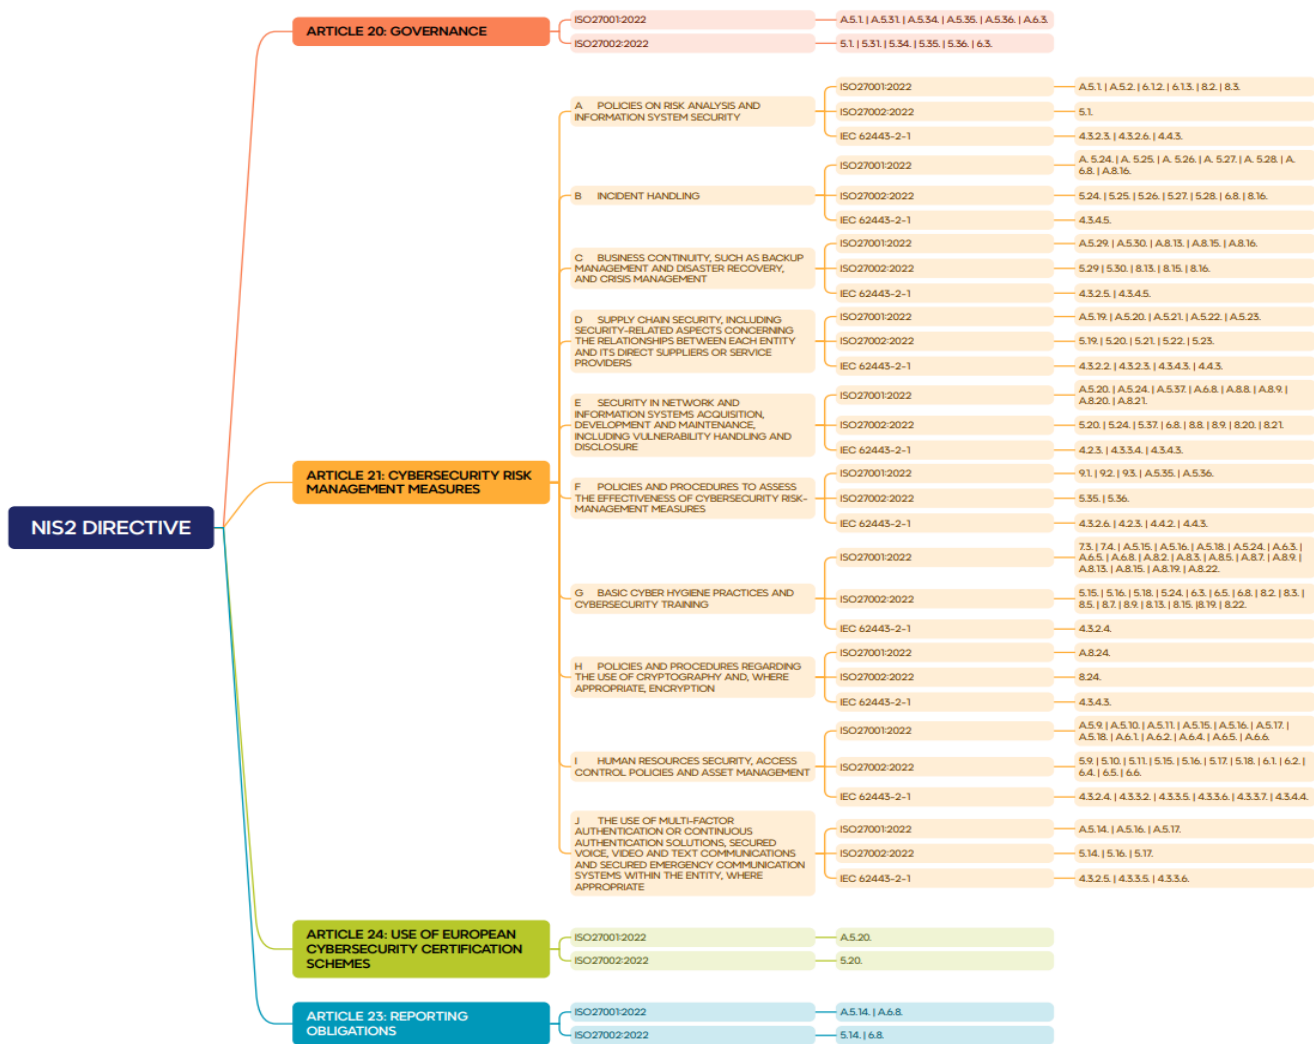 NIS2 DIRECTIVE
ARTICLE 20: GOVERNANCE
ISO27001:2022
A.5.1. | A.5.31. | A.5.34. | A.5.35. | A.5.36. | A.6.3.
ISO27002:2022
5.1. | 5.31. | 5.34. | 5.35. | 5.36. | 6.3.
ARTICLE 21: CYBERSECURITY RISK
MANAGEMENT MEASURES
A POLICIES ON RISK ANALYSIS AND
INFORMATION SYSTEM SECURITY
ISO27001:2022
A.5.1. | A.5.2. | 6.1.2. | 6.1.3. | 8.2. | 8.3.
ISO27002:2022
5.1.
IEC 62443-2-1
4.3.2.3. | 4.3.2.6. | 4.4.3.
B INCIDENT HANDLING
ISO27001:2022
A. 5.24. | A. 5.25. | A. 5.26. | A. 5.27. | A. 5.28. | A.
6.8. | A.8.16.
ISO27002:2022
5.24. | 5.25. | 5.26. | 5.27. | 5.28. | 6.8. | 8.16.
IEC 62443-2-1
4.3.4.5.
C BUSINESS CONTINUITY, SUCH AS BACKUP
MANAGEMENT AND DISASTER RECOVERY,
AND CRISIS MANAGEMENT
ISO27001:2022
A.5.29. | A.5.30. | A.8.13. | A.8.15. | A.8.16.
ISO27002:2022
5.29 | 5.30. | 8.13. | 8.15. | 8.16.
IEC 62443-2-1
4.3.2.5. | 4.3.4.5.
D SUPPLY CHAIN SECURITY, INCLUDING
SECURITY-RELATED ASPECTS CONCERNING
THE RELATIONSHIPS BETWEEN EACH ENTITY
AND ITS DIRECT SUPPLIERS OR SERVICE
PROVIDERS
ISO27001:2022
A.5.19. | A.5.20. | A.5.21. | A.5.22. | A.5.23.
ISO27002:2022
5.19. | 5.20. | 5.21. | 5.22. | 5.23.
IEC 62443-2-1
4.3.2.2. | 4.3.2.3. | 4.3.4.3. | 4.4.3.
E SECURITY IN NETWORK AND
INFORMATION SYSTEMS ACQUISITION,
DEVELOPMENT AND MAINTENANCE,
INCLUDING VULNERABILITY HANDLING AND
DISCLOSURE
ISO27001:2022
A.5.20. | A.5.24. | A.5.37. | A.6.8. | A.8.8. | A.8.9. |
A.8.20. | A.8.21.
ISO27002:2022
5.20. | 5.24. | 5.37. | 6.8. | 8.8. | 8.9. | 8.20. | 8.21.
IEC 62443-2-1
4.2.3. | 4.3.3.4. | 4.3.4.3.
F POLICIES AND PROCEDURES TO ASSESS
THE EFFECTIVENESS OF CYBERSECURITY RISK-
MANAGEMENT MEASURES
ISO27001:2022
9.1. | 9.2. | 9.3. | A.5.35. | A.5.36.
ISO27002:2022
5.35. | 5.36.
IEC 62443-2-1
4.3.2.6. | 4.2.3. | 4.4.2. | 4.4.3.
G BASIC CYBER HYGIENE PRACTICES AND
CYBERSECURITY TRAINING
ISO27001:2022
7.3. | 7.4. | A.5.15. | A.5.16. | A.5.18. | A.5.24. | A.6.3. |
A.6.5. | A.6.8. | A.8.2. | A.8.3. | A.8.5. | A.8.7. | A.8.9. |
A.8.13. | A.8.15. | A.8.19. | A.8.22.
ISO27002:2022
5.15. | 5.16. | 5.18. | 5.24. | 6.3. | 6.5. | 6.8. | 8.2. | 8.3. |
8.5. | 8.7. | 8.9. | 8.13. | 8.15. |8.19. | 8.22.
IEC 62443-2-1
4.3.2.4.
H POLICIES AND PROCEDURES REGARDING
THE USE OF CRYPTOGRAPHY AND, WHERE
APPROPRIATE, ENCRYPTION
ISO27001:2022
A.8.24.
ISO27002:2022
8.24.
IEC 62443-2-1
4.3.4.3.
I HUMAN RESOURCES SECURITY, ACCESS
CONTROL POLICIES AND ASSET MANAGEMENT
ISO27001:2022
A.5.9. | A.5.10. | A.5.11. | A.5.15. | A.5.16. | A.5.17. |
A.5.18. | A.6.1. | A.6.2. | A.6.4. | A.6.5. | A.6.6.
ISO27002:2022
5.9. | 5.10. | 5.11. | 5.15. | 5.16. | 5.17. | 5.18. | 6.1. | 6.2. |
6.4. | 6.5. | 6.6.
IEC 62443-2-1
4.3.2.4. | 4.3.3.2. | 4.3.3.5. | 4.3.3.6. | 4.3.3.7. | 4.3.4.4.
J THE USE OF MULTI-FACTOR
AUTHENTICATION OR CONTINUOUS
AUTHENTICATION SOLUTIONS, SECURED
VOICE, VIDEO AND TEXT COMMUNICATIONS
AND SECURED EMERGENCY COMMUNICATION
SYSTEMS WITHIN THE ENTITY, WHERE
APPROPRIATE
ISO27001:2022
A.5.14. | A.5.16. | A.5.17.
ISO27002:2022
5.14. | 5.16. | 5.17.
IEC 62443-2-1
4.3.2.5. | 4.3.3.5. | 4.3.3.6.
ARTICLE 24: USE OF EUROPEAN
CYBERSECURITY CERTIFICATION
SCHEMES
ISO27001:2022
A.5.20.
ISO27002:2022
5.20.
ARTICLE 23: REPORTING
OBLIGATIONS
ISO27001:2022
A.5.14. | A.6.8.
ISO27002:2022
5.14. | 6.8.